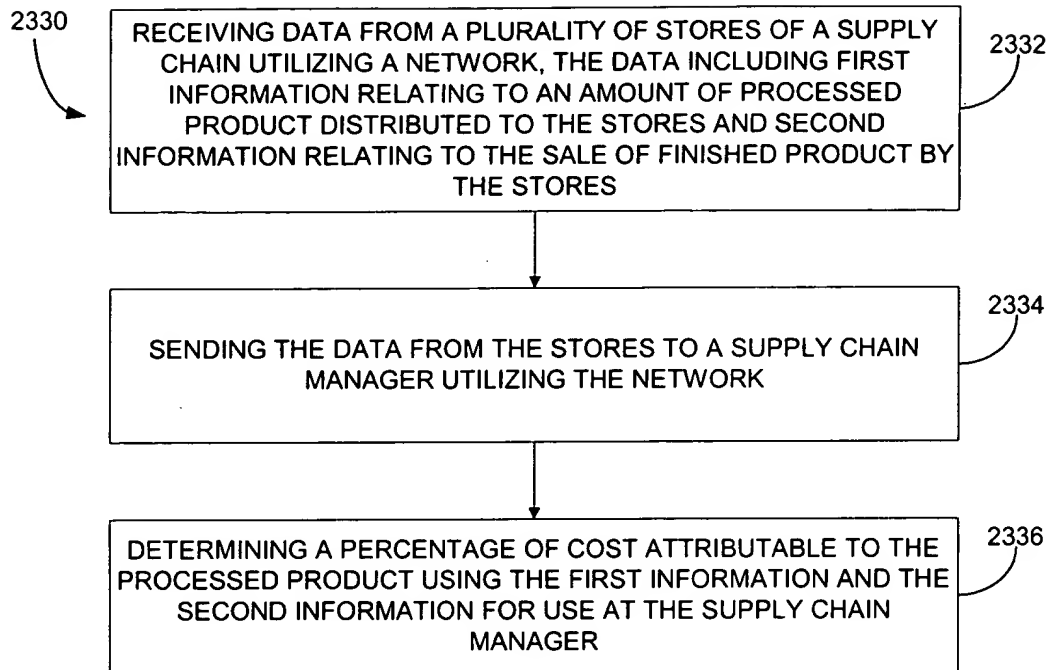 2330
RECEIVING DATA FROM A PLURALITY OF STORES OF A SUPPLY
CHAIN UTILIZING A NETWORK, THE DATA INCLUDING FIRST
INFORMATION RELATING TO AN AMOUNT OF PROCESSED
PRODUCT DISTRIBUTED TO THE STORES AND SECOND
INFORMATION RELATING TO THE SALE OF FINISHED PRODUCT BY
THE STORES
2332
SENDING THE DATA FROM THE STORES TO A SUPPLY CHAIN
MANAGER UTILIZING THE NETWORK
2334
DETERMINING A PERCENTAGE OF COST ATTRIBUTABLE TO THE
PROCESSED PRODUCT USING THE FIRST INFORMATION AND THE
SECOND INFORMATION FOR USE AT THE SUPPLY CHAIN
MANAGER
2336